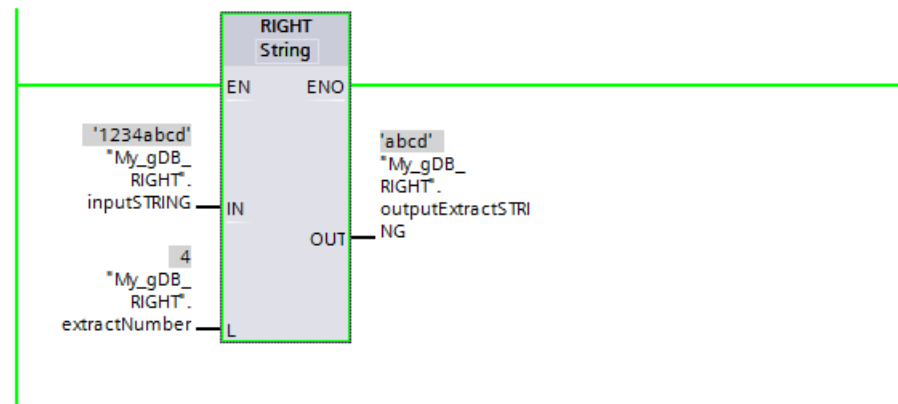 RIGHT
String
EN ENO
'1234abcd'
"My_gDB_
RIGHT".
inputSTRING
IN
'abcd'
"My_gDB_
RIGHT".
outputExtractSTRI
NG
OUT
4
"My_gDB_
RIGHT".
extractNumber
L